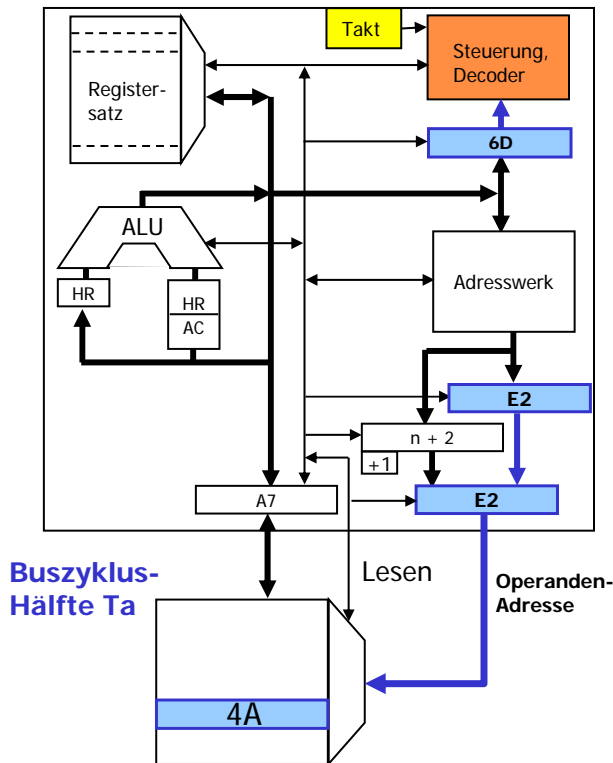 Takt
Steuerung,
Decoder
Register-
satz
6D
ALU
Adresswerk
HR
HR
AC
E2
n + 2
+1
A7
E2
Buszyklus-
Hälfte Ta
Lesen
Operanden-
Adresse
4A